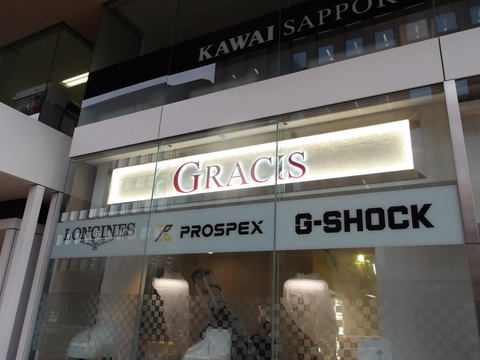 KAWAI SAPPOR
GRACIS
LONGINES
PROSPEX
G-SHOCK